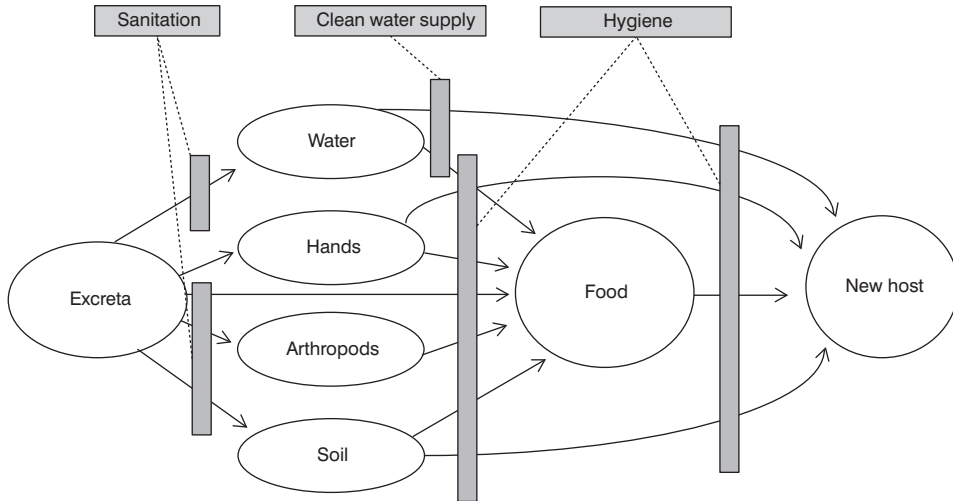 Sanitation
Clean water supply
Hygiene
Water
Hands
Excreta
Food
New host
Arthropods
Soil